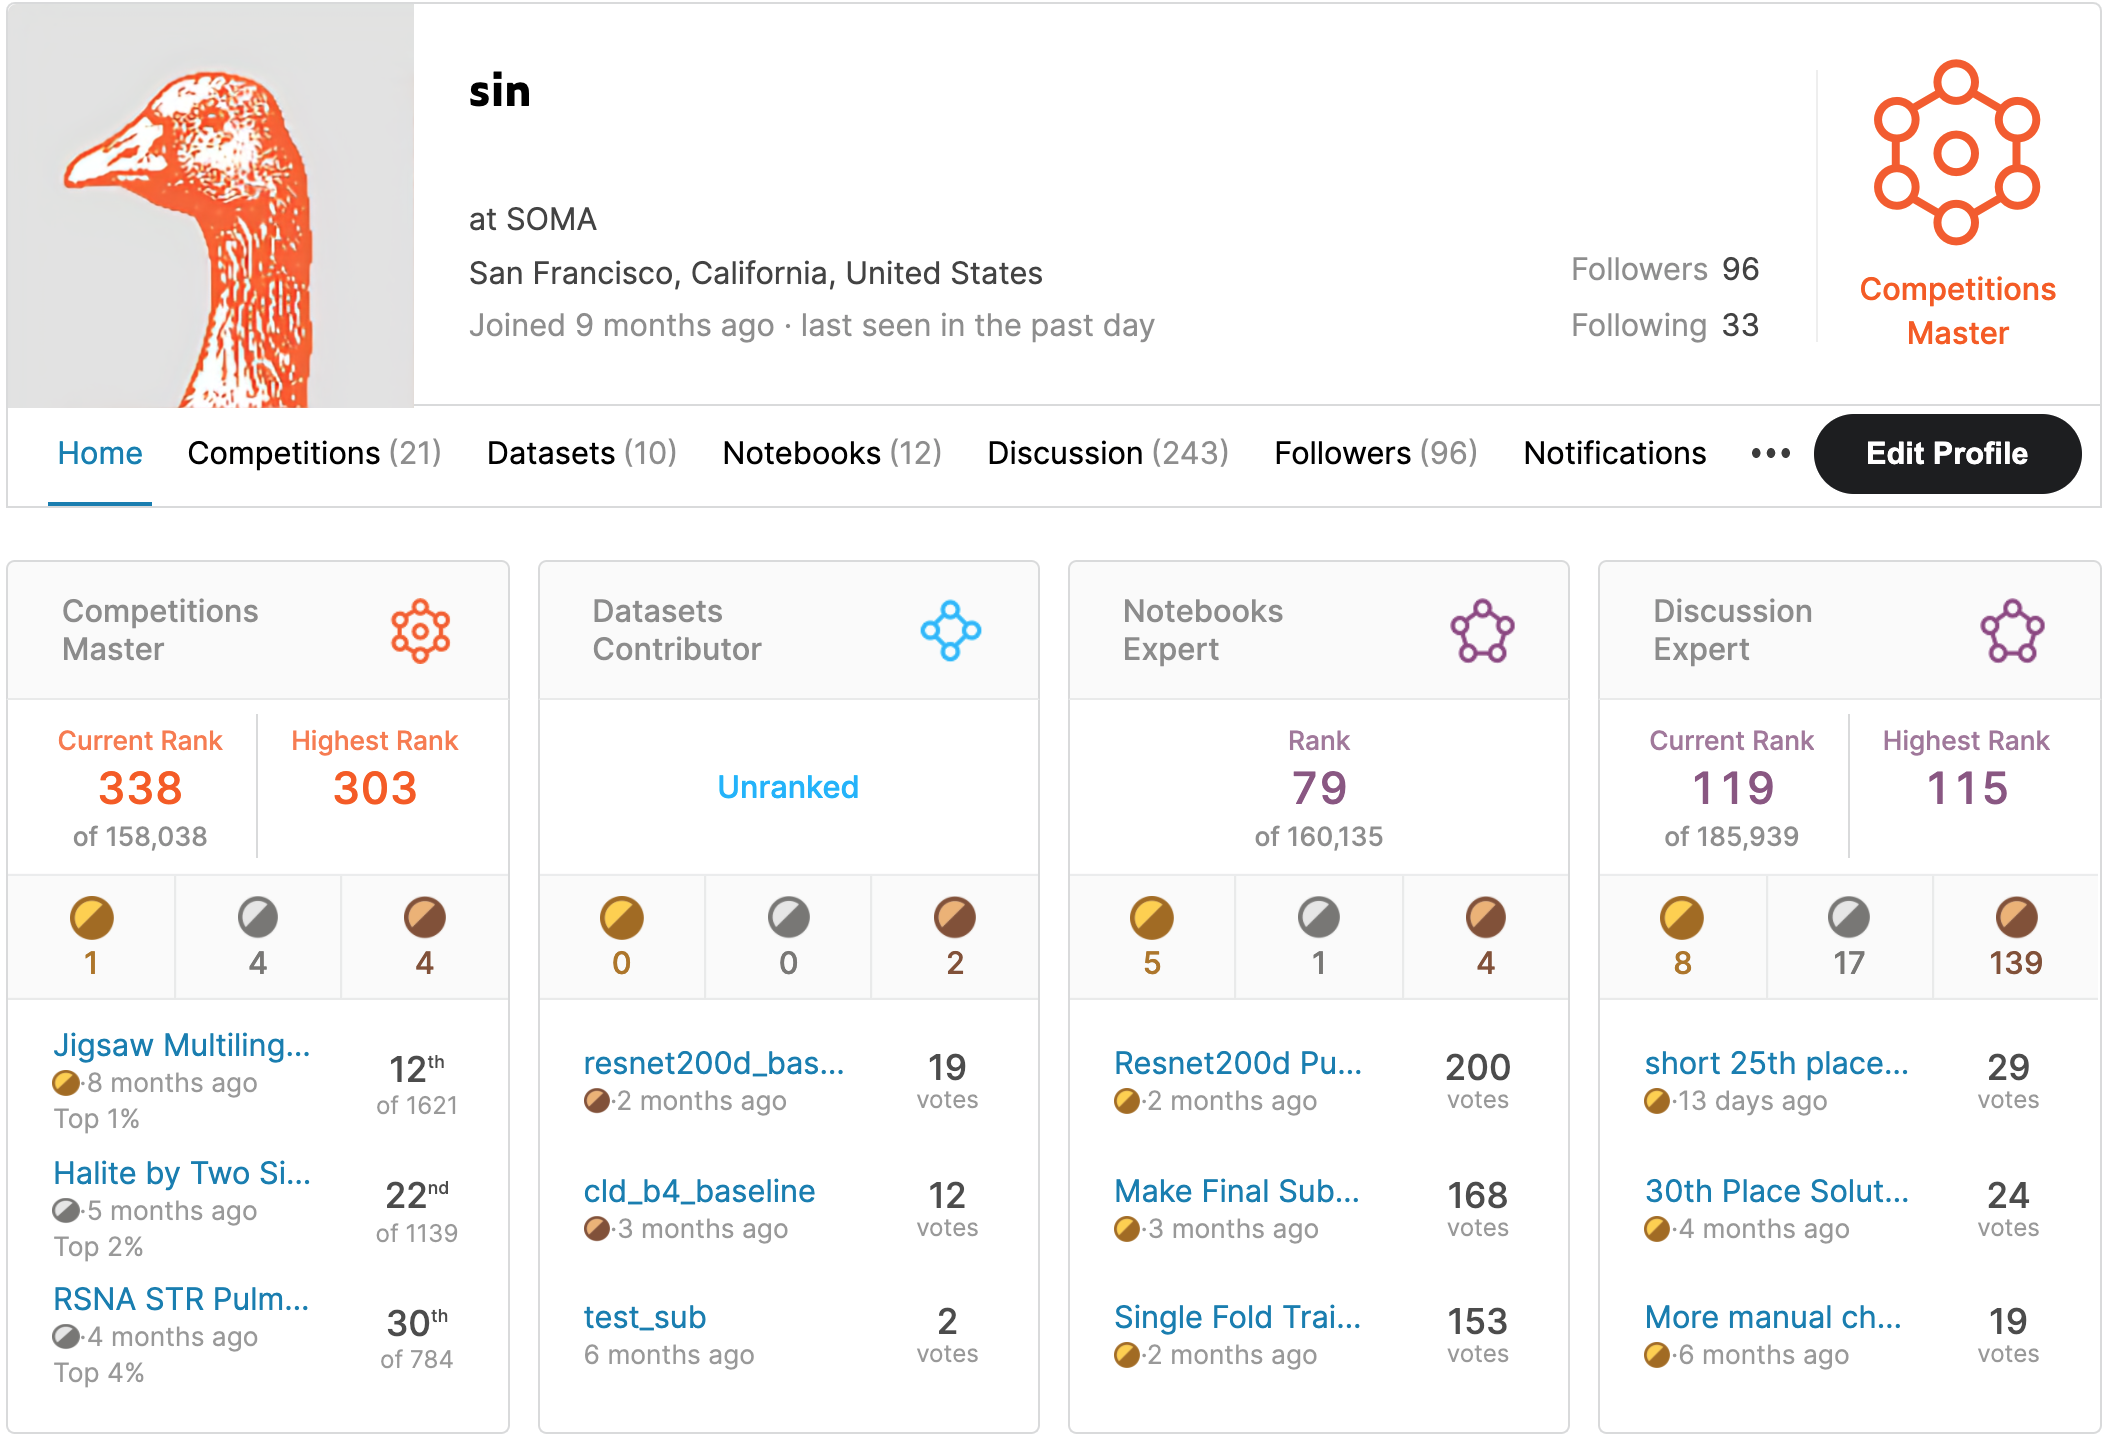 sin
at SOMA
San Francisco, California, United States
Joined 9 months ago · last seen in the past day
Followers 96
Following 33
Competitions
Master
Home Competitions (21) Datasets (10) Notebooks (12) Discussion (243) Followers (96) Notifications ••• Edit Profile
Competitions
Master
Current Rank
338
of 158,038
Highest Rank
303
1 4 4
Jigsaw Multiling...
12th
·8 months ago
of 1621
Top 1%
Halite by Two Si...
22nd
·5 months ago
of 1139
Top 2%
RSNA STR Pulm...
30th
·4 months ago
of 784
Top 4%
Datasets
Contributor
Unranked
0 0 2
resnet200d_bas...
19
·2 months ago
votes
cld_b4_baseline
12
·3 months ago
votes
test_sub
2
6 months ago
votes
Notebooks
Expert
Rank
79
of 160,135
5 1 4
Resnet200d Pu...
200
·2 months ago
votes
Make Final Sub...
168
·3 months ago
votes
Single Fold Trai...
153
·2 months ago
votes
Discussion
Expert
Current Rank
119
of 185,939
Highest Rank
115
8 17 139
short 25th place...
29
·13 days ago
votes
30th Place Solut...
24
·4 months ago
votes
More manual ch...
19
·6 months ago
votes